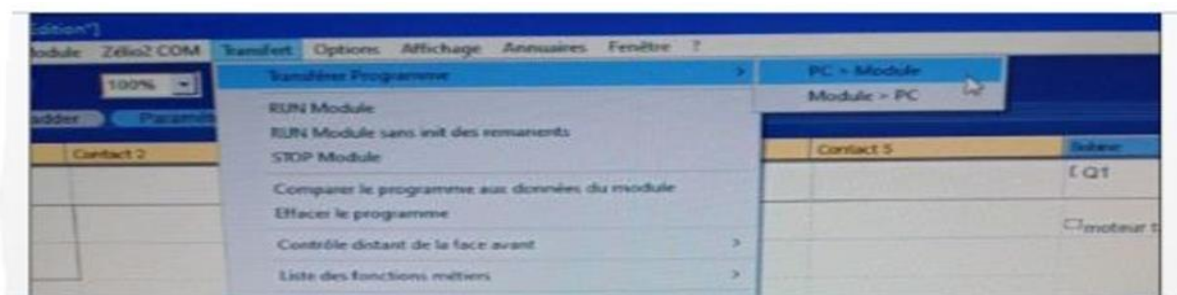 Edition"]
Module Zélio2 COM Transfert Options Affichage Annuaires Fenêtre ?
100% Transférer Programme > PC > Module
Module > PC
RUN Module
adder Paramèt
RUN Module sans init des remanents
Contact 2 STOP Module Contact 5 Bobine
[ Q1
Comparer le programme aux données du module
Effacer le programme
moteur t
Contrôle distant de la face avant >
Liste des fonctions métiers >